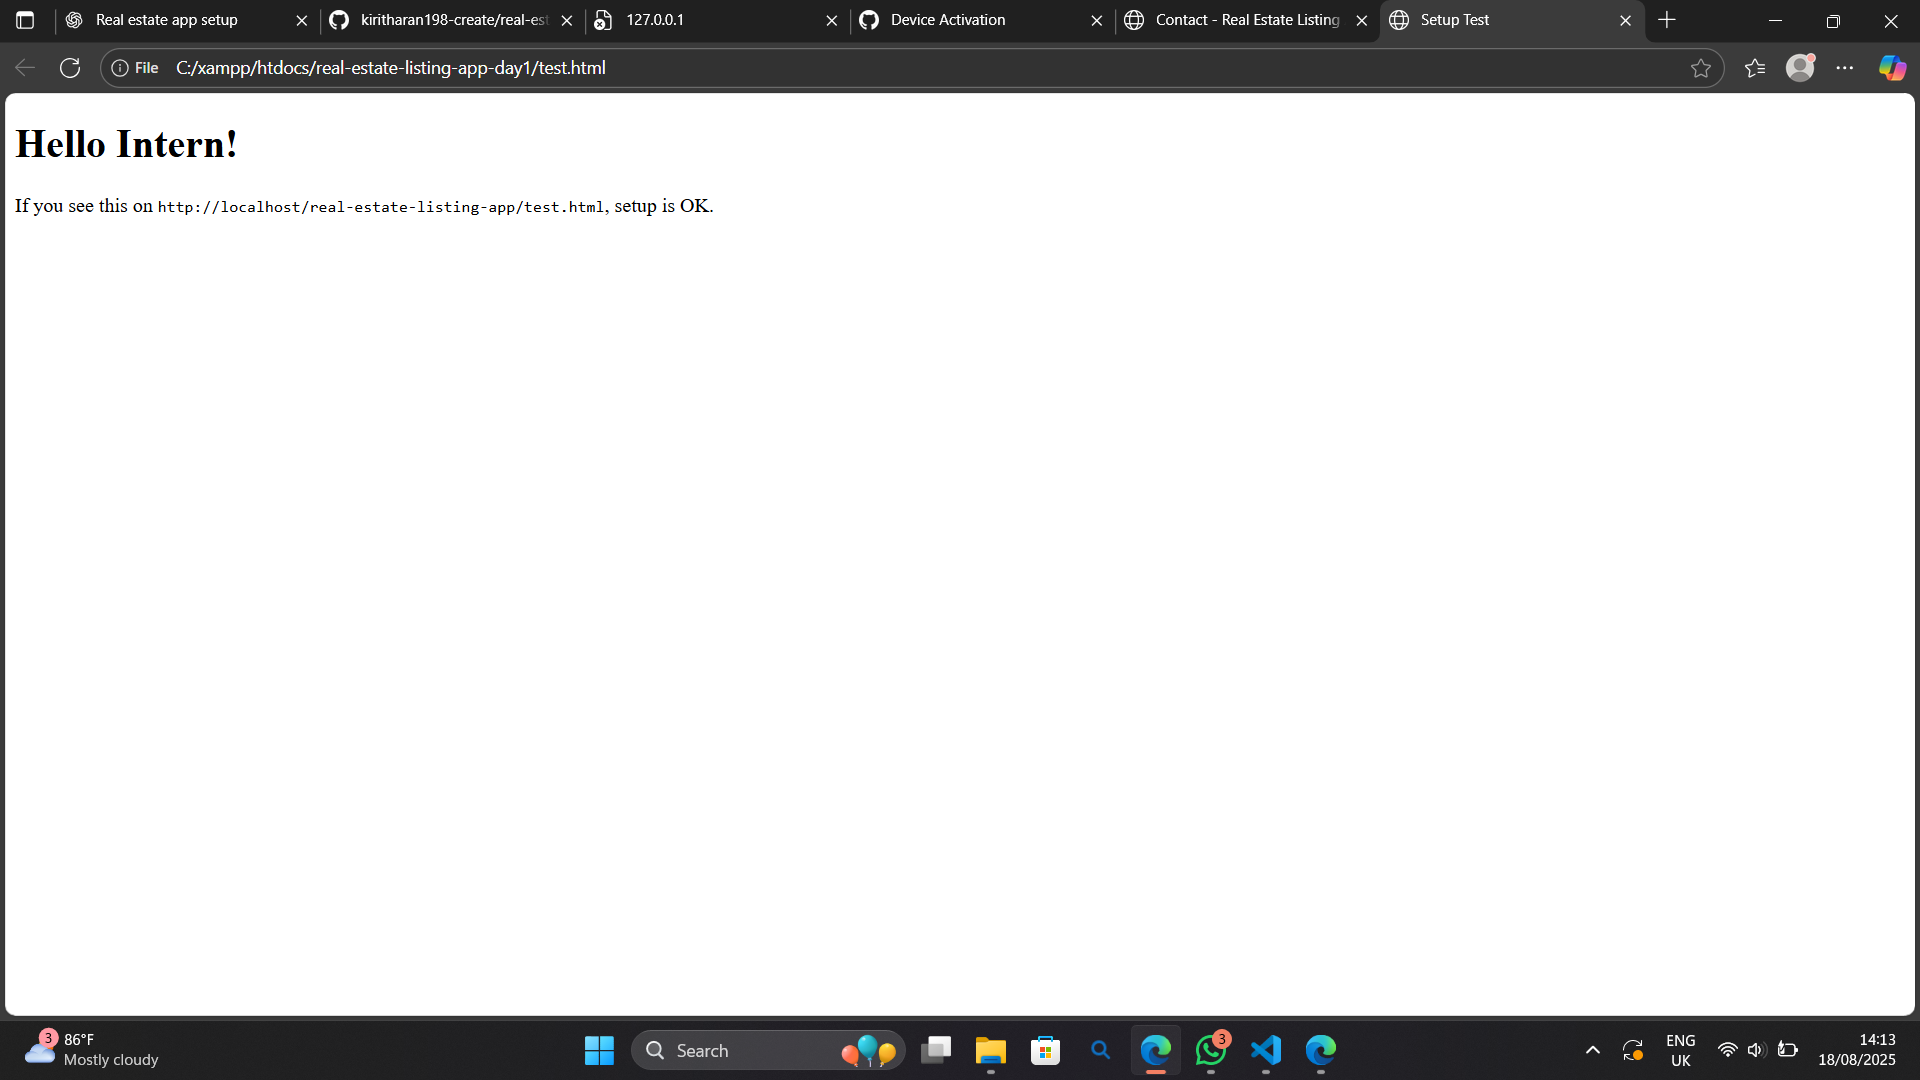 Real estate app setup
kiritharan198-create/real-est
127.0.0.1
Device Activation
Contact - Real Estate Listing
Setup Test
File
C:/xampp/htdocs/real-estate-listing-app-day1/test.html
Hello Intern!
If you see this on http://localhost/real-estate-listing-app/test.html, setup is OK.
3
86°F
Mostly cloudy
Search
3
ENG
UK
14:13
18/08/2025